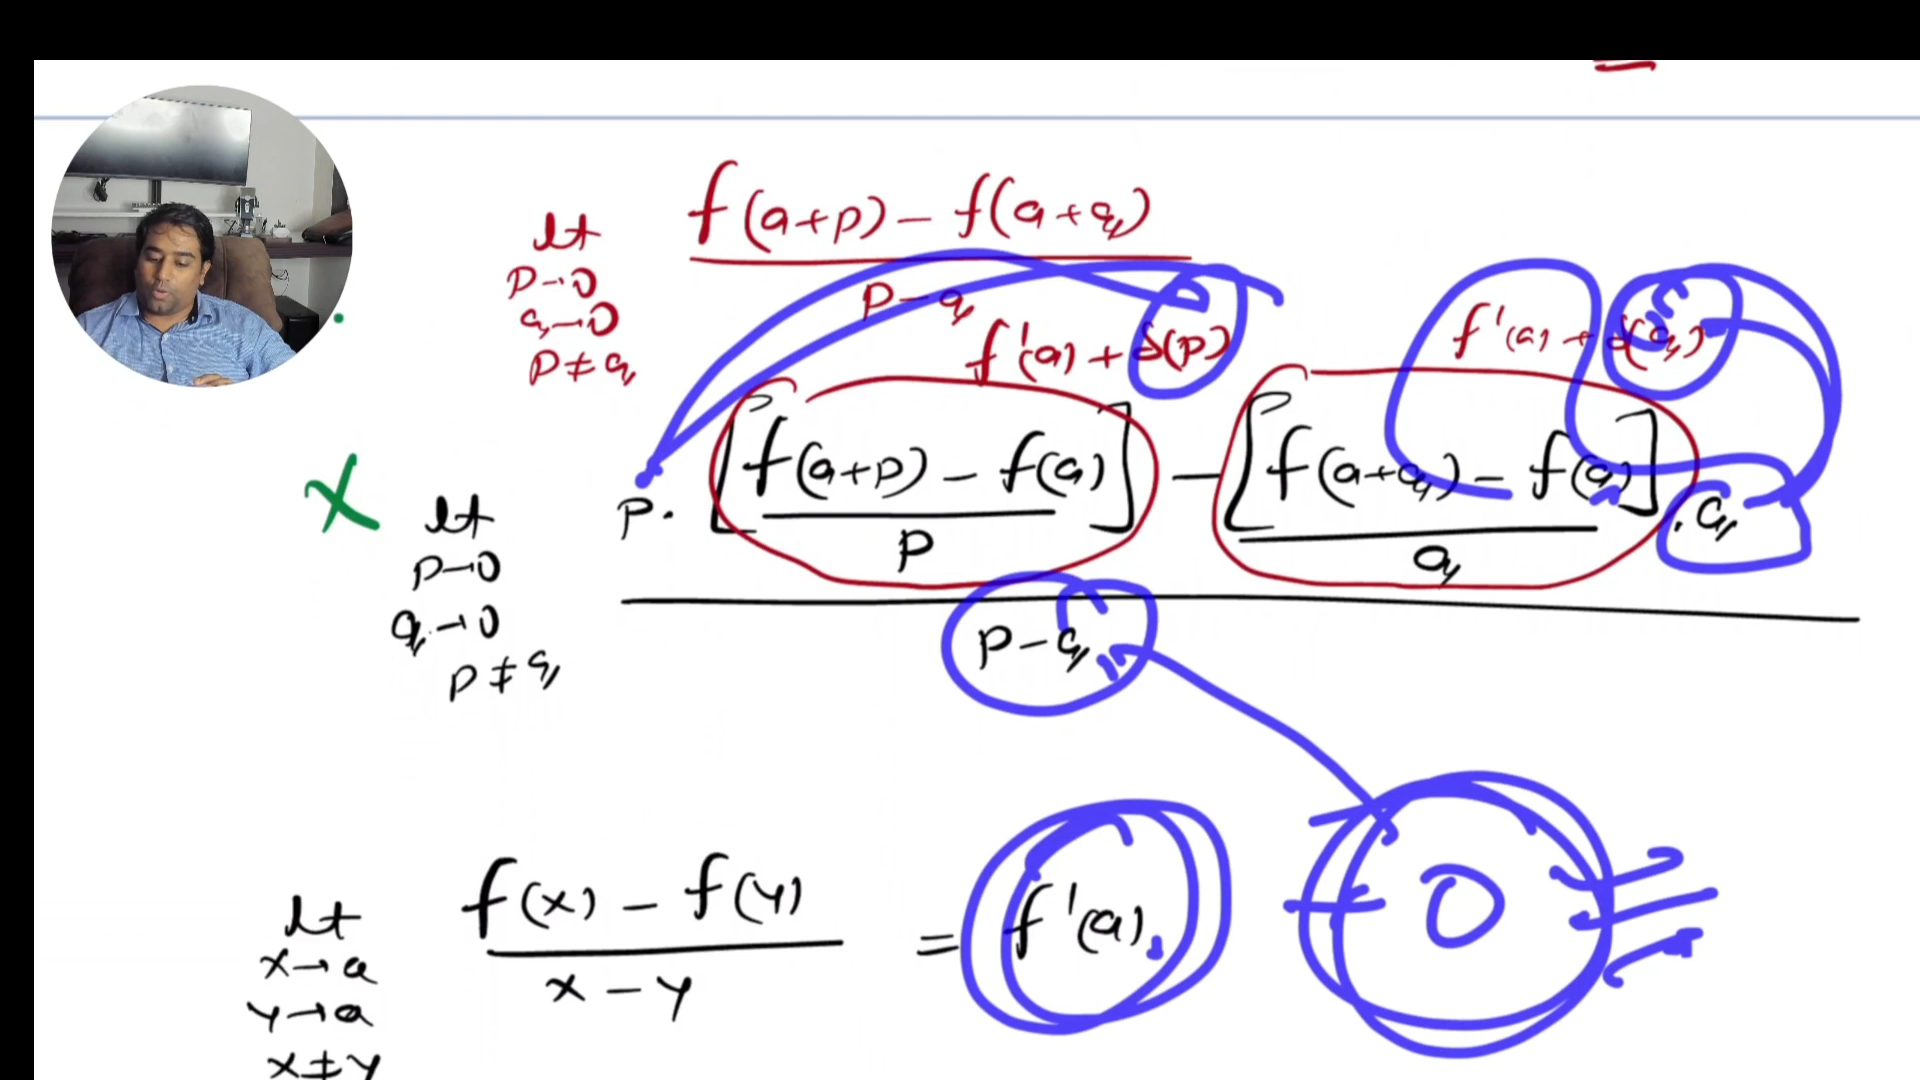 f(a+p) - f(a+q)
lt
p→0
q→0
p≠q
p-q
f'(a) + δ(p)
f'(a) + δ(q)
X
lt
p→0
q→0
p≠q
p. [f(a+p) - f(a)] - [f(a+q) - f(a)] .q
p
q
p-q
lt
x→a
y→a
x≠y
f(x) - f(y)
x-y
= f'(a).
0